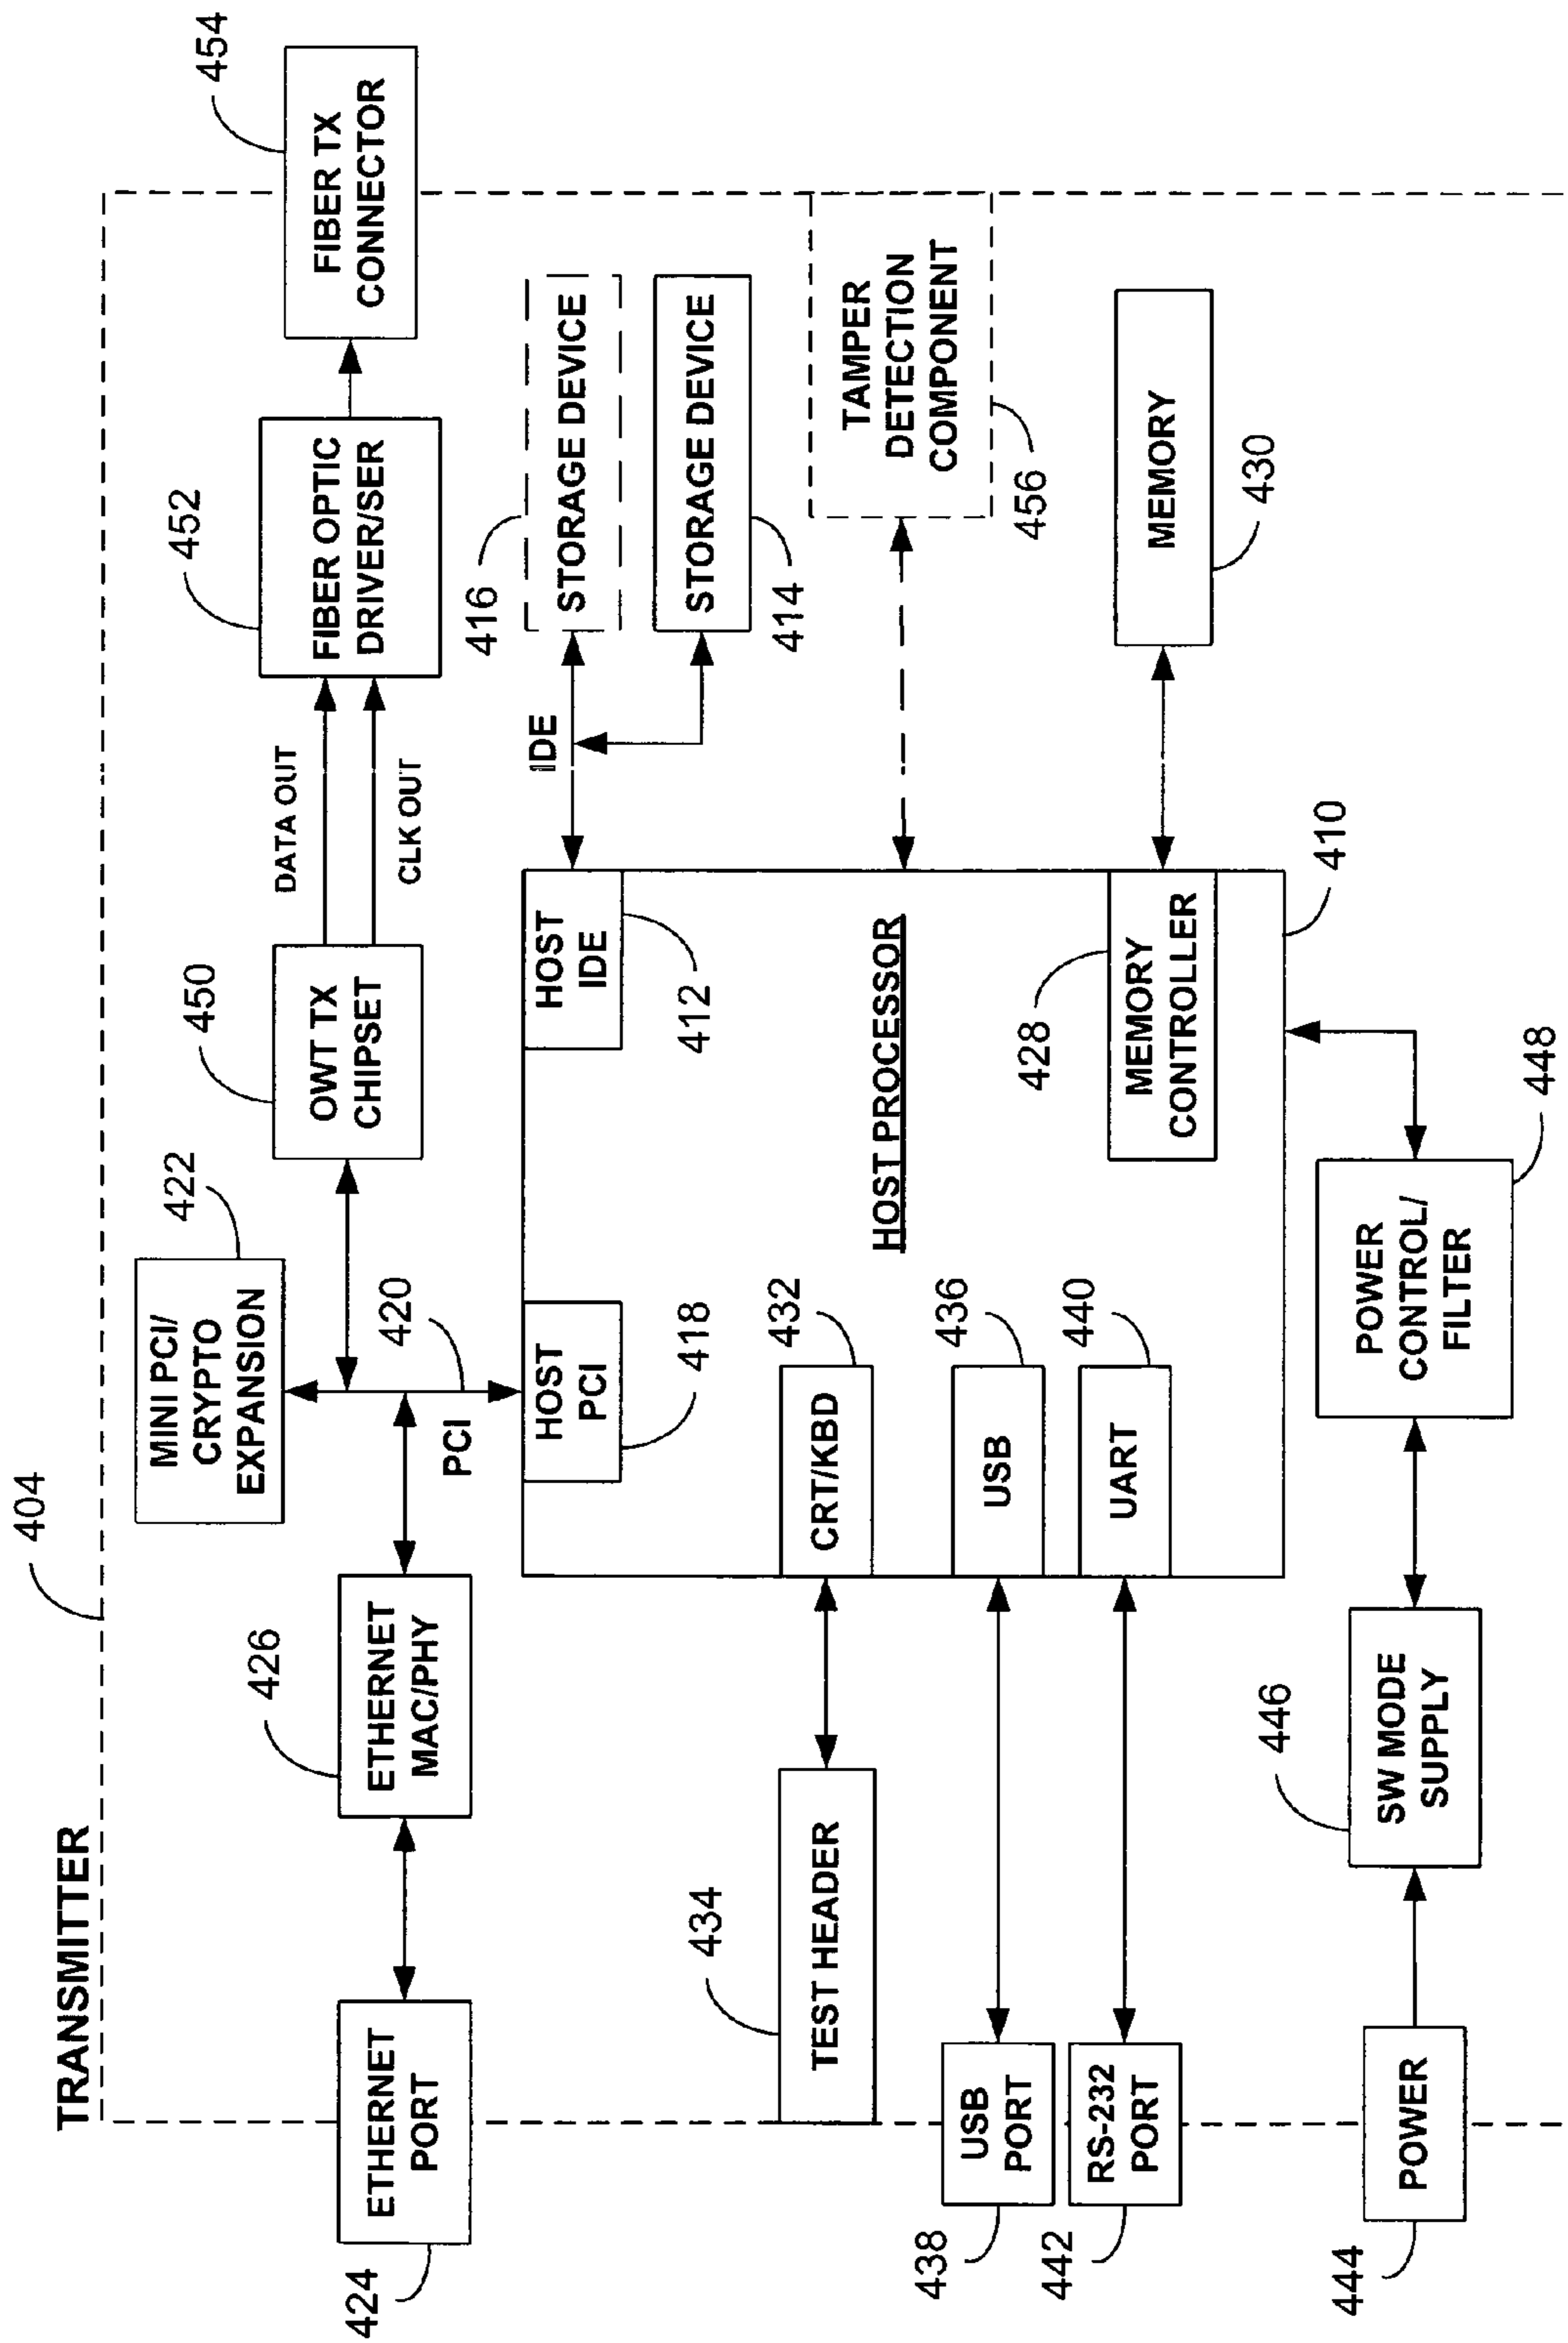 TRANSMITTER
404
424
ETHERNET
PORT
426
ETHERNET
MAC/PHY
MINI PCI/
CRYPTO
EXPANSION
422
PCI
420
450
OWT TX
CHIPSET
DATA OUT
CLK OUT
452
FIBER OPTIC
DRIVER/SER
454
FIBER TX
CONNECTOR
HOST
PCI
418
HOST
IDE
412
IDE
416
STORAGE DEVICE
STORAGE DEVICE
414
434
TEST HEADER
CRT/KBD
432
HOST PROCESSOR
TAMPER
DETECTION
COMPONENT
456
438
USB
PORT
USB
436
442
RS-232
PORT
UART
440
428
MEMORY
CONTROLLER
MEMORY
430
410
444
POWER
446
SW MODE
SUPPLY
POWER
CONTROL/
FILTER
448